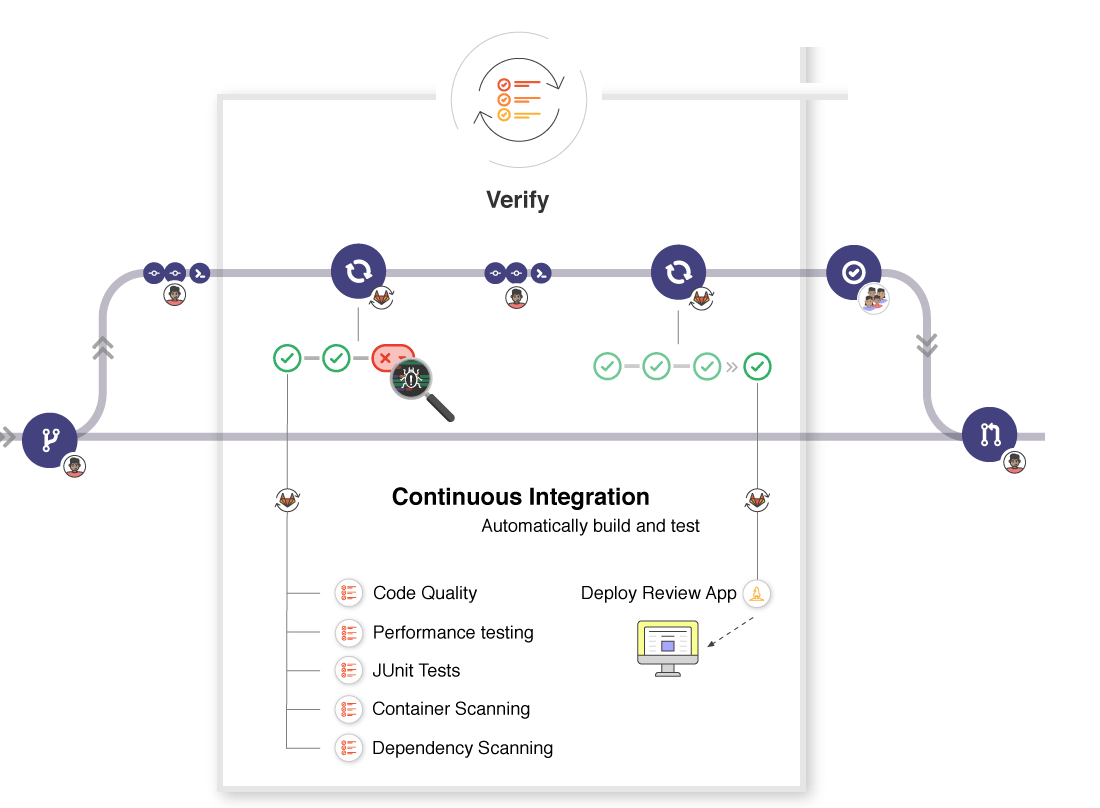 Verify
Continuous Integration
Automatically build and test
Code Quality
Performance testing
JUnit Tests
Container Scanning
Dependency Scanning
Deploy Review App